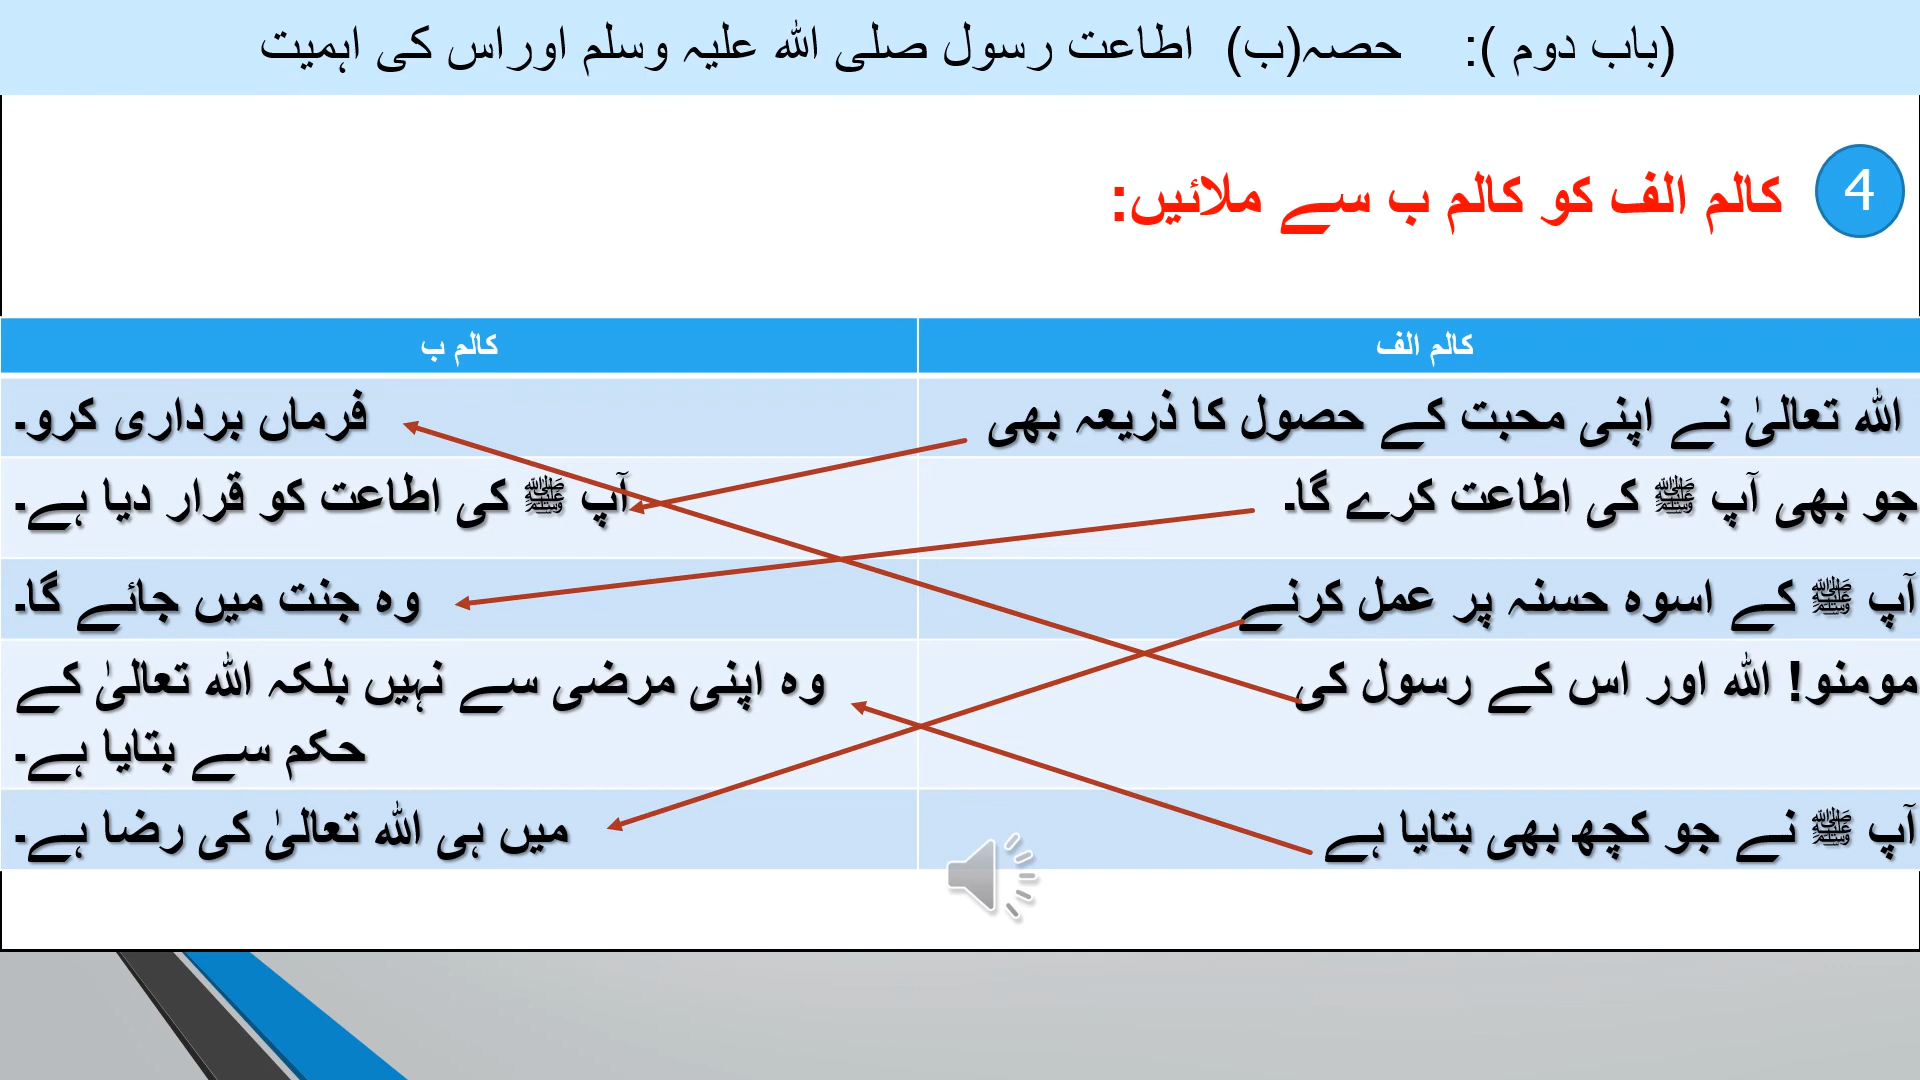 (باب دوم ): حصہ(ب) اطاعت رسول صلی اللہ علیہ وسلم اوراس کی اہمیت
4
کالم الف کو کالم ب سے ملائیں:
کالم الف
کالم ب
اللہ تعالیٰ نے اپنی محبت کے حصول کا ذریعہ بھی
فرماں برداری کرو۔
جو بھی آپ ﷺ کی اطاعت کرے گا۔
آپ ﷺ کی اطاعت کو قرار دیا ہے۔
آپ ﷺ کے اسوہ حسنہ پر عمل کرنے
وہ جنت میں جائے گا۔
مومنو! اللہ اور اس کے رسول کی
وہ اپنی مرضی سے نہیں بلکہ اللہ تعالیٰ کے
حکم سے بتایا ہے۔
آپ ﷺ نے جو کچھ بھی بتایا ہے
میں ہی اللہ تعالیٰ کی رضا ہے۔